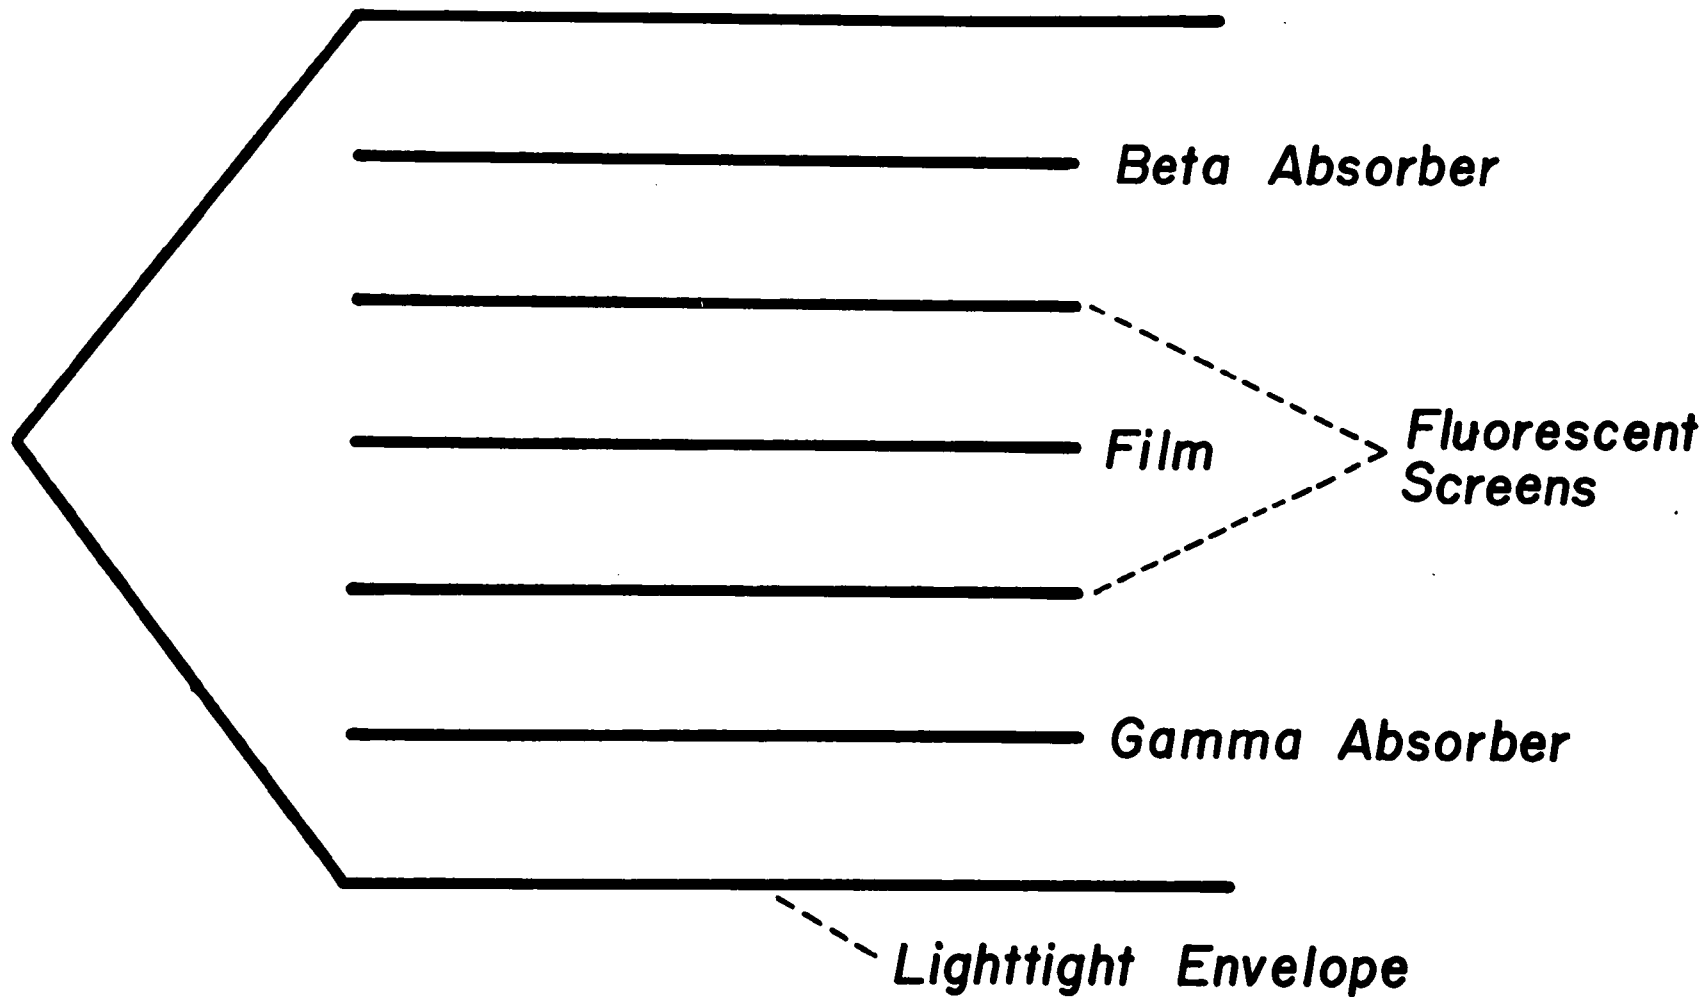 Beta Absorber
Film
Fluorescent
Screens
Gamma Absorber
Lighttight Envelope